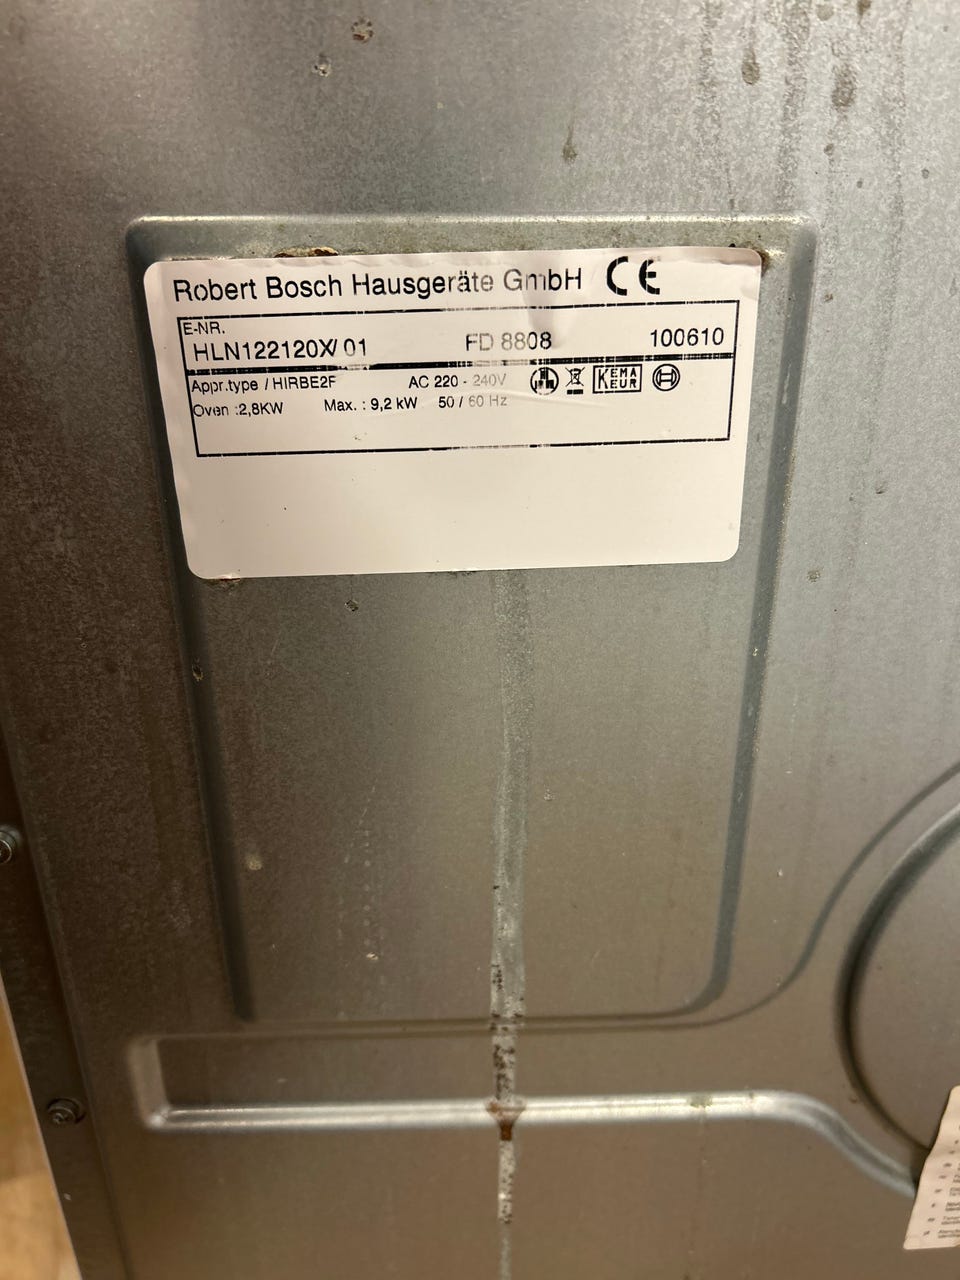 Robert Bosch Hausgeräte GmbH CE
E-NR.
HLN122120X/ 01 FD 8808 100610
Appr.type / HIRBE2F AC 220 - 240V KEMA
EUR
Oven :2,8KW Max. : 9,2 kW 50 / 60 Hz